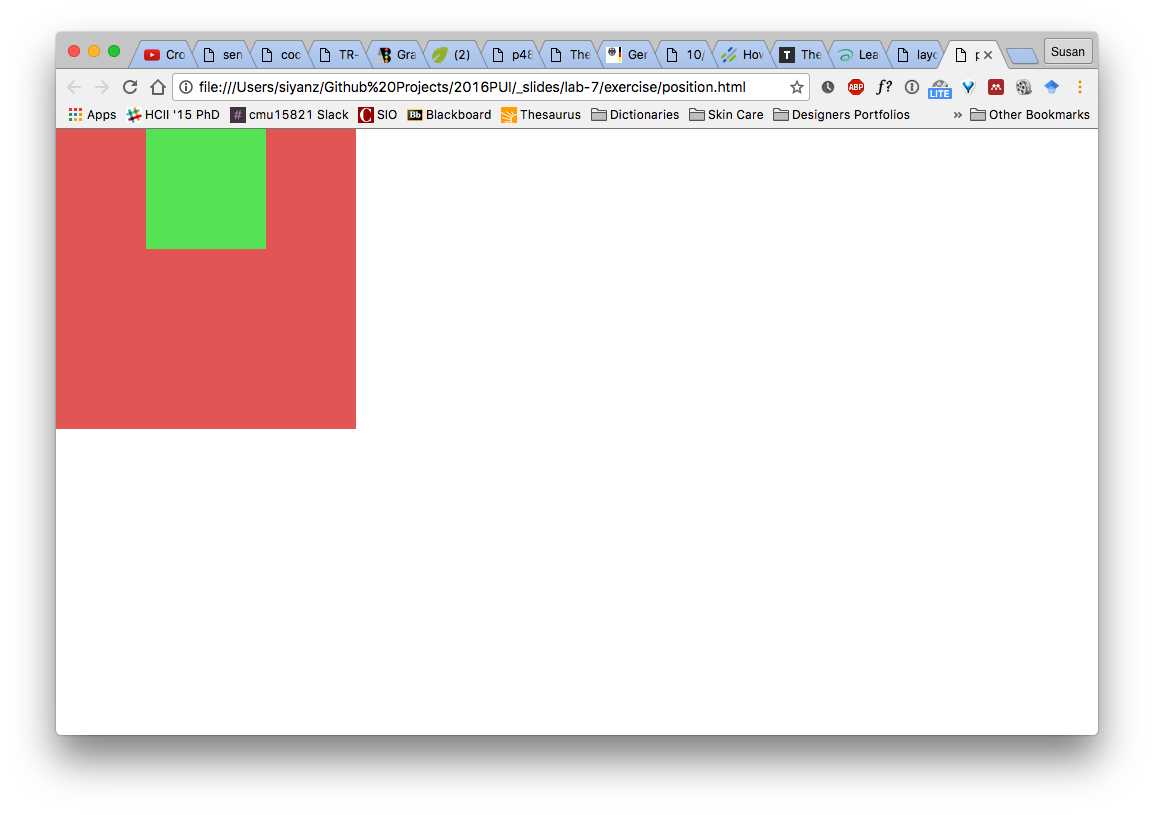 Cro sen coc TR- Gra (2) p48 The Ger 10/ Hov T The Lea layo p Susan
file:///Users/siyanz/Github%20Projects/2016PUI/_slides/lab-7/exercise/position.html ABP f? LITE
Apps HCII '15 PhD # cmu15821 Slack C SIO Bb Blackboard Thesaurus Dictionaries Skin Care Designers Portfolios » Other Bookmarks